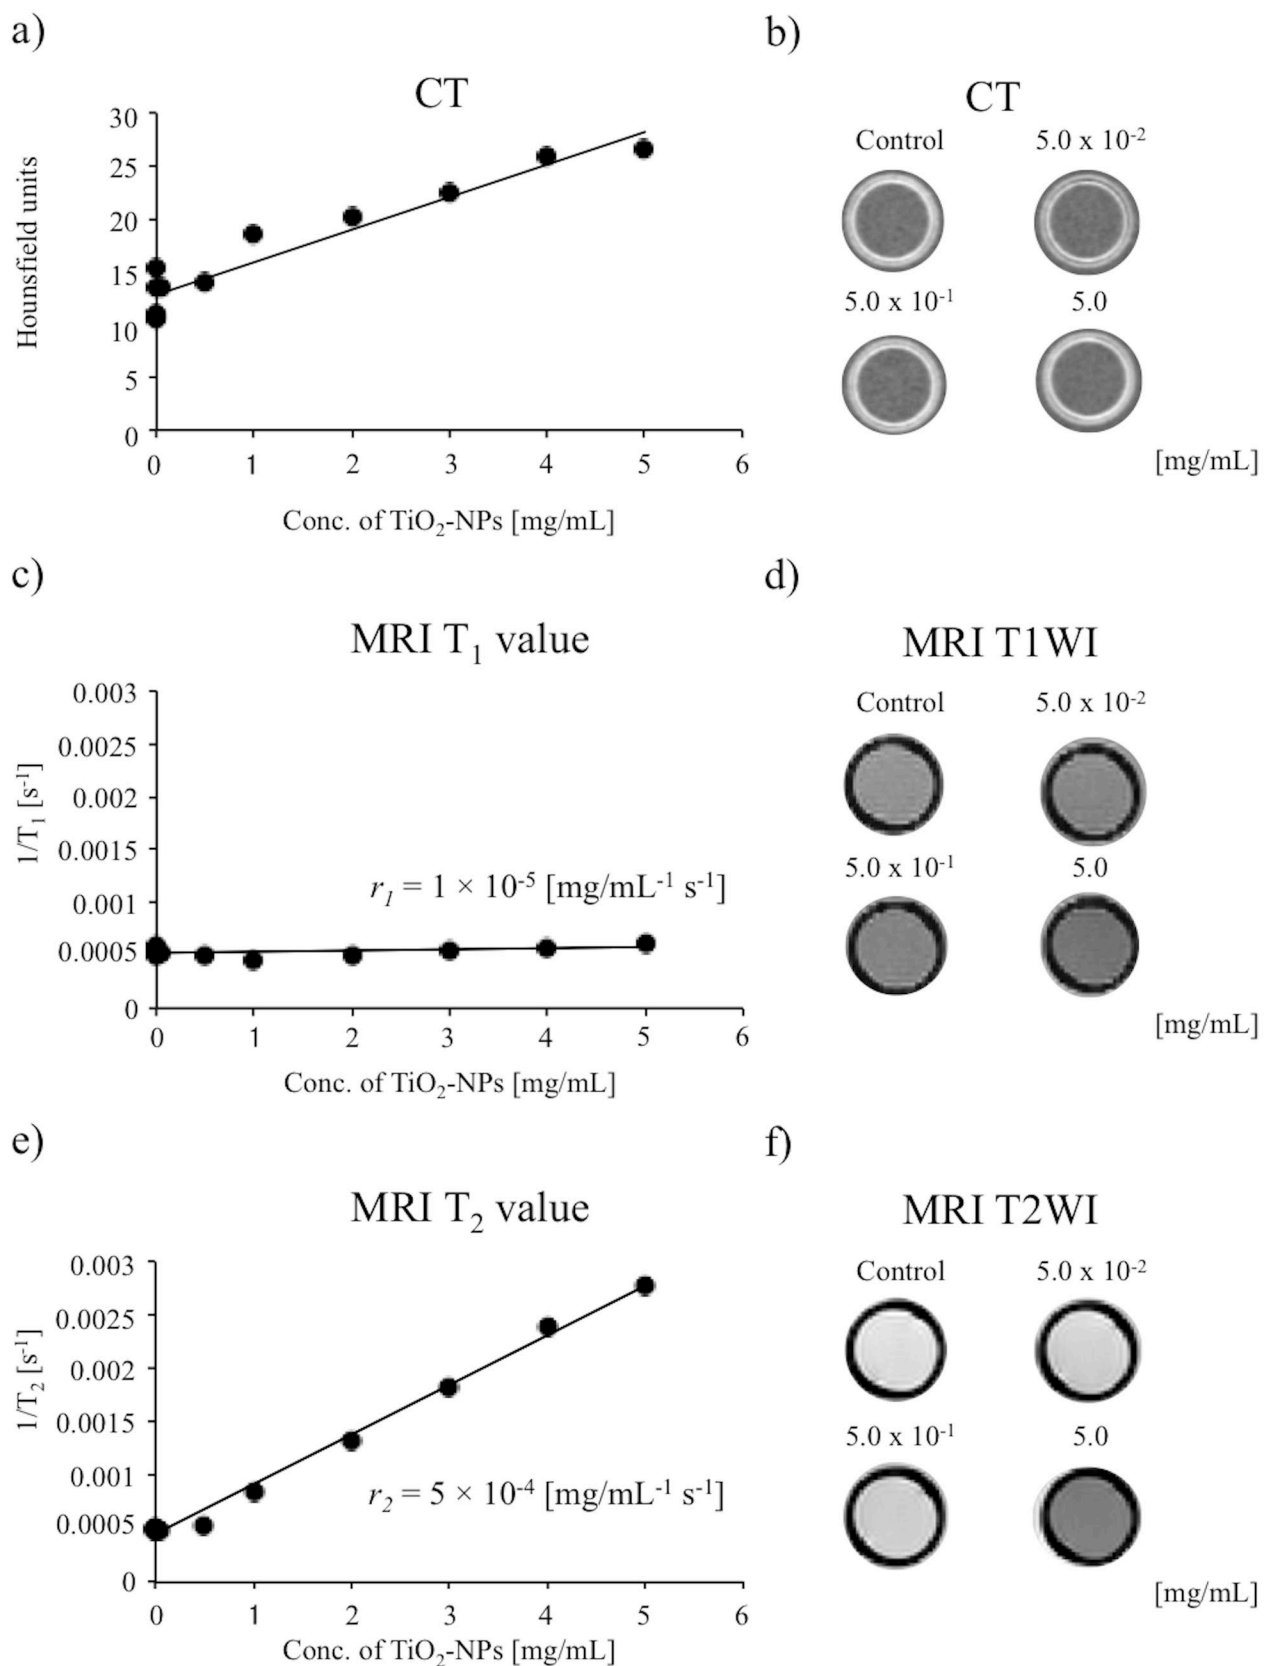 a)
CT
30
25
20
15
10
5
0
0 1 2 3 4 5 6
Hounsfield units
Conc. of TiO₂-NPs [mg/mL]
b)
CT
Control 5.0 x 10⁻²
5.0 x 10⁻¹ 5.0
[mg/mL]
c)
MRI T₁ value
0.003
0.0025
0.002
0.0015
0.001
0.0005
0
0 1 2 3 4 5 6
1/T₁ [s⁻¹]
r₁ = 1 × 10⁻⁵ [mg/mL⁻¹ s⁻¹]
Conc. of TiO₂-NPs [mg/mL]
d)
MRI T1WI
Control 5.0 x 10⁻²
5.0 x 10⁻¹ 5.0
[mg/mL]
e)
MRI T₂ value
0.003
0.0025
0.002
0.0015
0.001
0.0005
0
0 1 2 3 4 5 6
1/T₂ [s⁻¹]
r₂ = 5 × 10⁻⁴ [mg/mL⁻¹ s⁻¹]
Conc. of TiO₂-NPs [mg/mL]
f)
MRI T2WI
Control 5.0 x 10⁻²
5.0 x 10⁻¹ 5.0
[mg/mL]